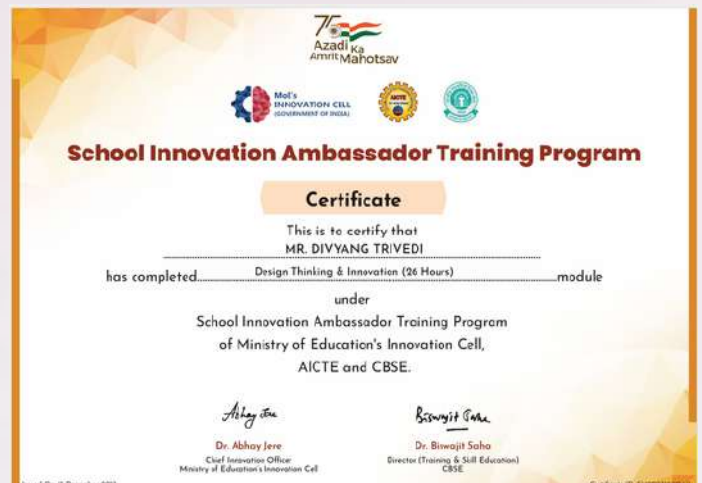 75
Azadi Ka
Amrit Mahotsav
MoE's
INNOVATION CELL
(GOVERNMENT OF INDIA)
AICTE
School Innovation Ambassador Training Program
Certificate
This is to certify that
MR. DIVYANG TRIVEDI
has completed Design Thinking & Innovation (26 Hours) module
under
School Innovation Ambassador Training Program
of Ministry of Education's Innovation Cell,
AICTE and CBSE.
Dr. Abhay Jere
Chief Innovation Officer
Ministry of Education's Innovation Cell
Dr. Biswajit Saha
Director (Training & Skill Education)
CBSE